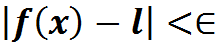 |f(x) − l| <∈